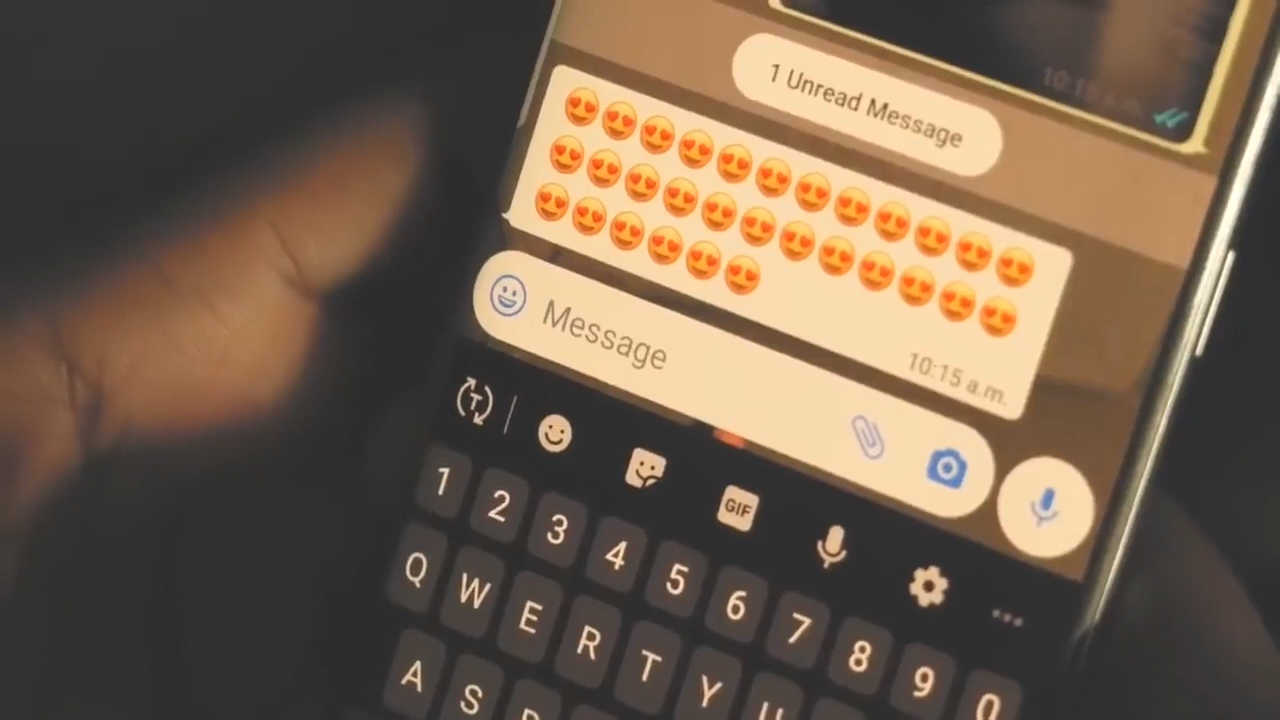 10:15 a.m.
1 Unread Message
😍😍😍😍😍😍😍😍😍😍😍😍
😍😍😍😍😍😍😍😍😍😍😍😍
😍😍😍😍😍😍
10:15 a.m.
Message
T
GIF
1 2 3 4 5 6 7 8 9 0
Q W E R T Y U
A S